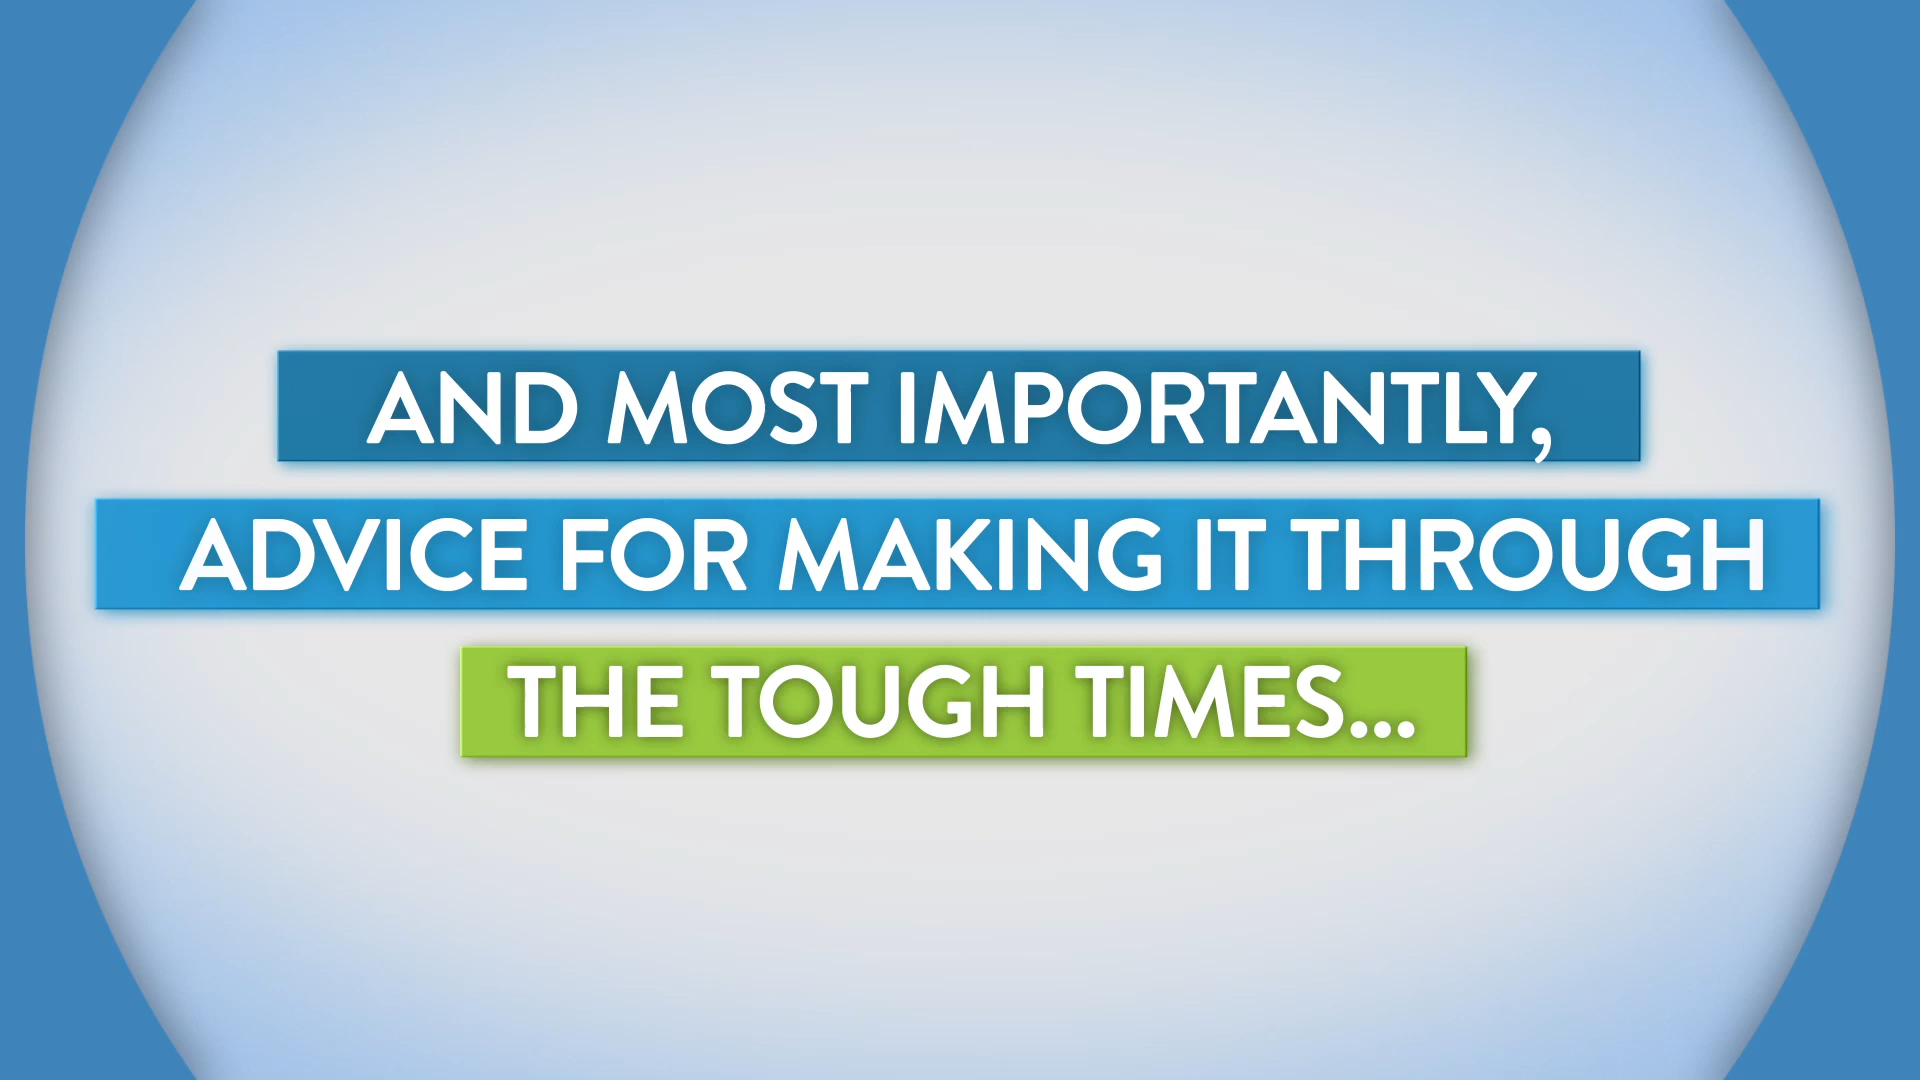 AND MOST IMPORTANTLY,
ADVICE FOR MAKING IT THROUGH
THE TOUGH TIMES...